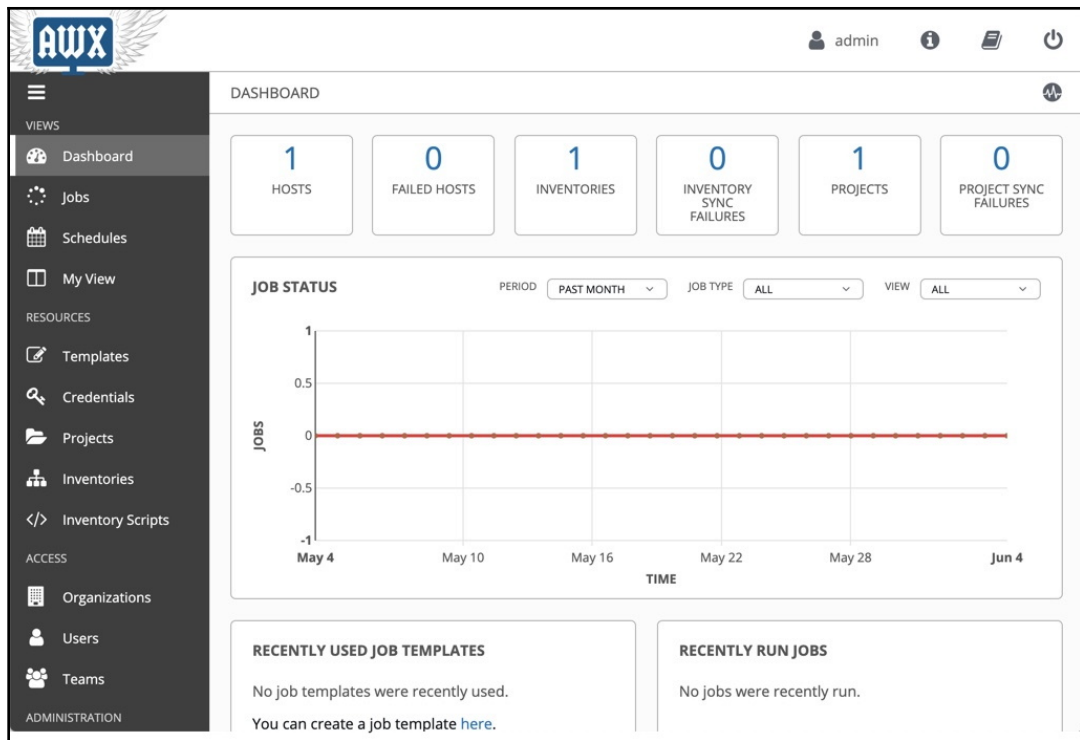 AWX
admin
VIEWS
Dashboard
Jobs
Schedules
My View
RESOURCES
Templates
Credentials
Projects
Inventories
</> Inventory Scripts
ACCESS
Organizations
Users
Teams
ADMINISTRATION
DASHBOARD
1
HOSTS
0
FAILED HOSTS
1
INVENTORIES
0
INVENTORY
SYNC
FAILURES
1
PROJECTS
0
PROJECT SYNC
FAILURES
JOB STATUS
PERIOD PAST MONTH JOB TYPE ALL VIEW ALL
JOBS
1
0.5
0
-0.5
-1
May 4 May 10 May 16 May 22 May 28 Jun 4
TIME
RECENTLY USED JOB TEMPLATES
No job templates were recently used.
You can create a job template here.
RECENTLY RUN JOBS
No jobs were recently run.